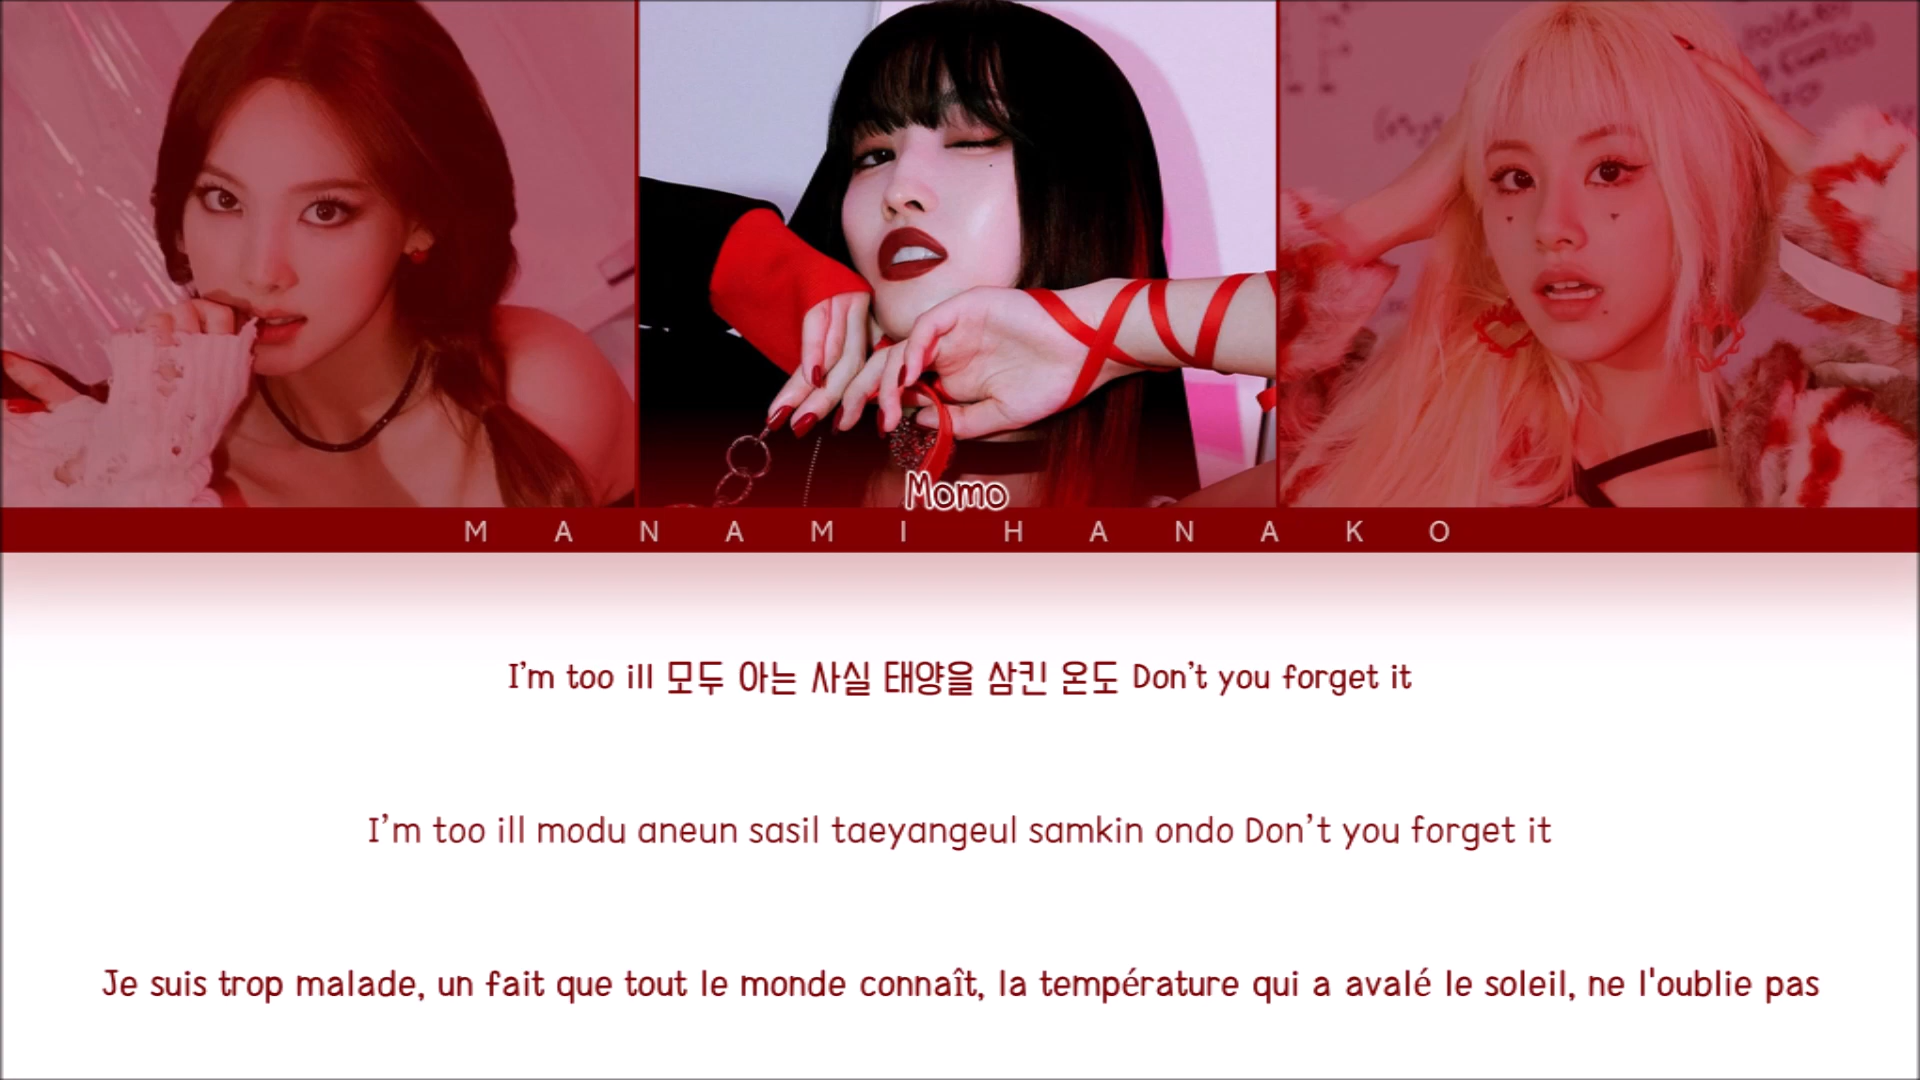 Momo
MANAMI HANAKO
I'm too ill 모두 아는 사실 태양을 삼킨 온도 Don't you forget it
I'm too ill modu aneun sasil taeyangeul samkin ondo Don't you forget it
Je suis trop malade, un fait que tout le monde connaît, la température qui a avalé le soleil, ne l'oublie pas